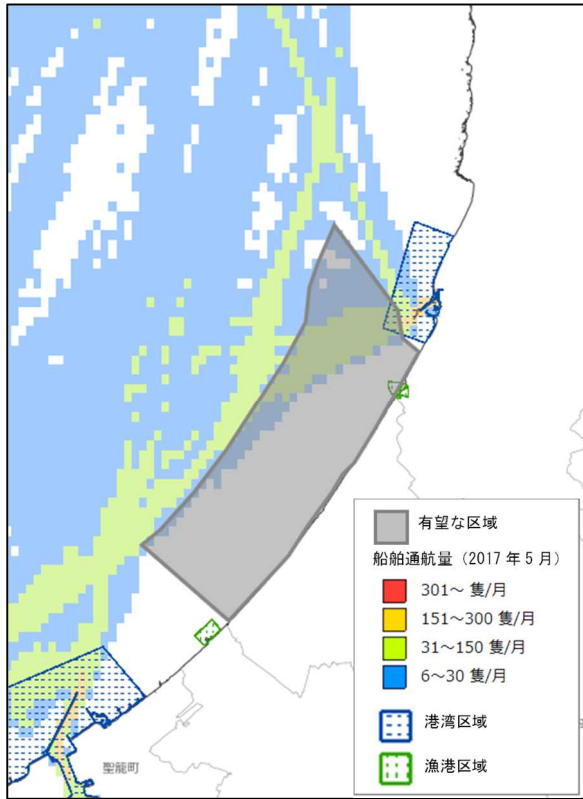 有望な区域
船舶通航量（2017 年 5 月）
301～ 隻/月
151～300 隻/月
31～150 隻/月
6～30 隻/月
港湾区域
漁港区域
聖籠町